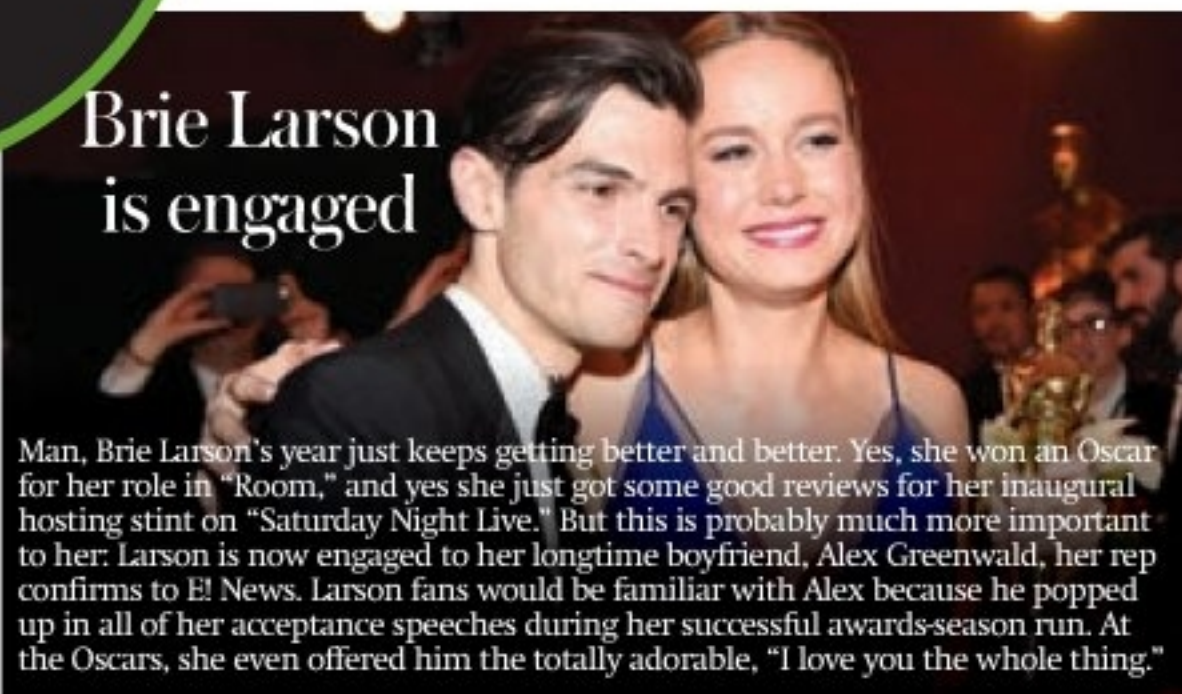 Brie Larson
is engaged
Man, Brie Larson's year just keeps getting better and better. Yes, she won an Oscar
for her role in “Room,” and yes she just got some good reviews for her inaugural
hosting stint on “Saturday Night Live.” But this is probably much more important
to her: Larson is now engaged to her longtime boyfriend, Alex Greenwald, her rep
confirms to E! News. Larson fans would be familiar with Alex because he popped
up in all of her acceptance speeches during her successful awards-season run. At
the Oscars, she even offered him the totally adorable, “I love you the whole thing.”